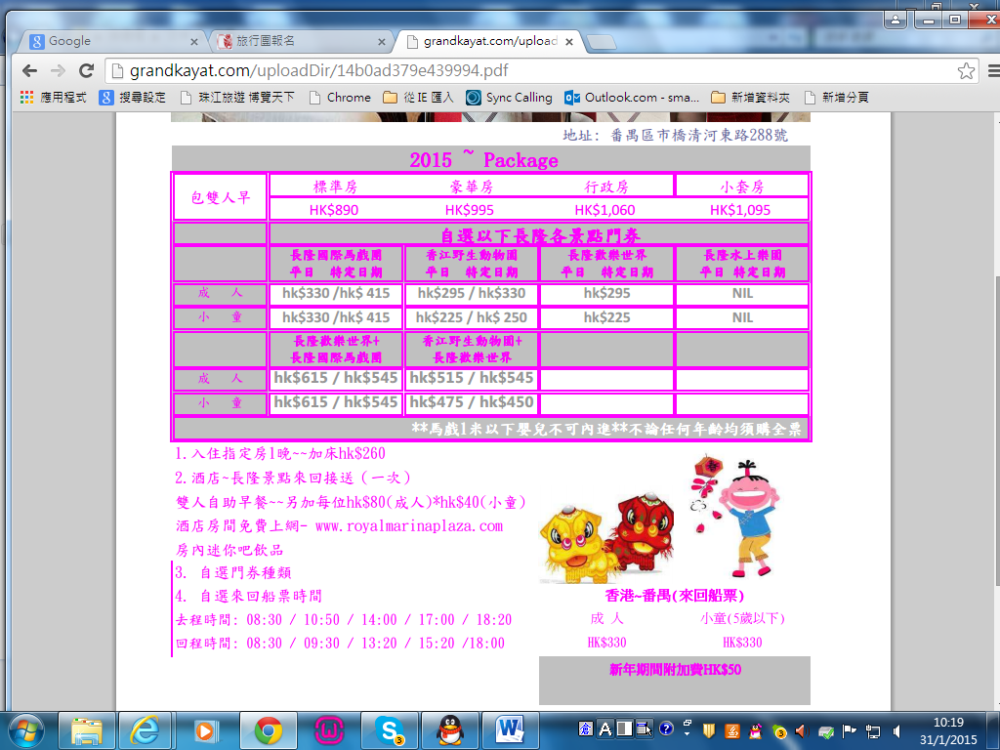 Google
旅行團報名
grandkayat.com/upload
grandkayat.com/uploadDir/14b0ad379e439994.pdf
應用程式 搜尋設定 珠江旅遊 博覽天下 Chrome 從 IE 匯入 Sync Calling Outlook.com - sma... 新增資料夾 新增分頁
地址: 番禺區市橋清河東路288號
2015 ~ Package
包雙人早 標準房 豪華房 行政房 小套房
HK$890 HK$995 HK$1,060 HK$1,095
自選以下長隆各景點門券
長隆國際馬戲團 香江野生動物園 長隆歡樂世界 長隆水上樂園
平日 特定日期 平日 特定日期 平日 特定日期 平日 特定日期
成 人 hk$330 /hk$ 415 hk$295 / hk$330 hk$295 NIL
小 童 hk$330 /hk$ 415 hk$225 / hk$ 250 hk$225 NIL
長隆歡樂世界+ 香江野生動物園+
長隆國際馬戲團 長隆歡樂世界
成 人 hk$615 / hk$545 hk$515 / hk$545
小 童 hk$615 / hk$545 hk$475 / hk$450
**馬戲1米以下嬰兒不可內進**不論任何年齡均須購全票
1.入住指定房1晚~~加床hk$260
2.酒店~長隆景點來回接送（一次）
雙人自助早餐~~另加每位hk$80(成人)*hk$40(小童)
酒店房間免費上網- www.royalmarinaplaza.com
房內迷你吧飲品
3. 自選門券種類
4. 自選來回船票時間
去程時間: 08:30 / 10:50 / 14:00 / 17:00 / 18:20
回程時間: 08:30 / 09:30 / 13:20 / 15:20 /18:00
香港~番禺(來回船票)
成 人 小童(5歲以下)
HK$330 HK$330
新年期間附加費HK$50
10:19
31/1/2015